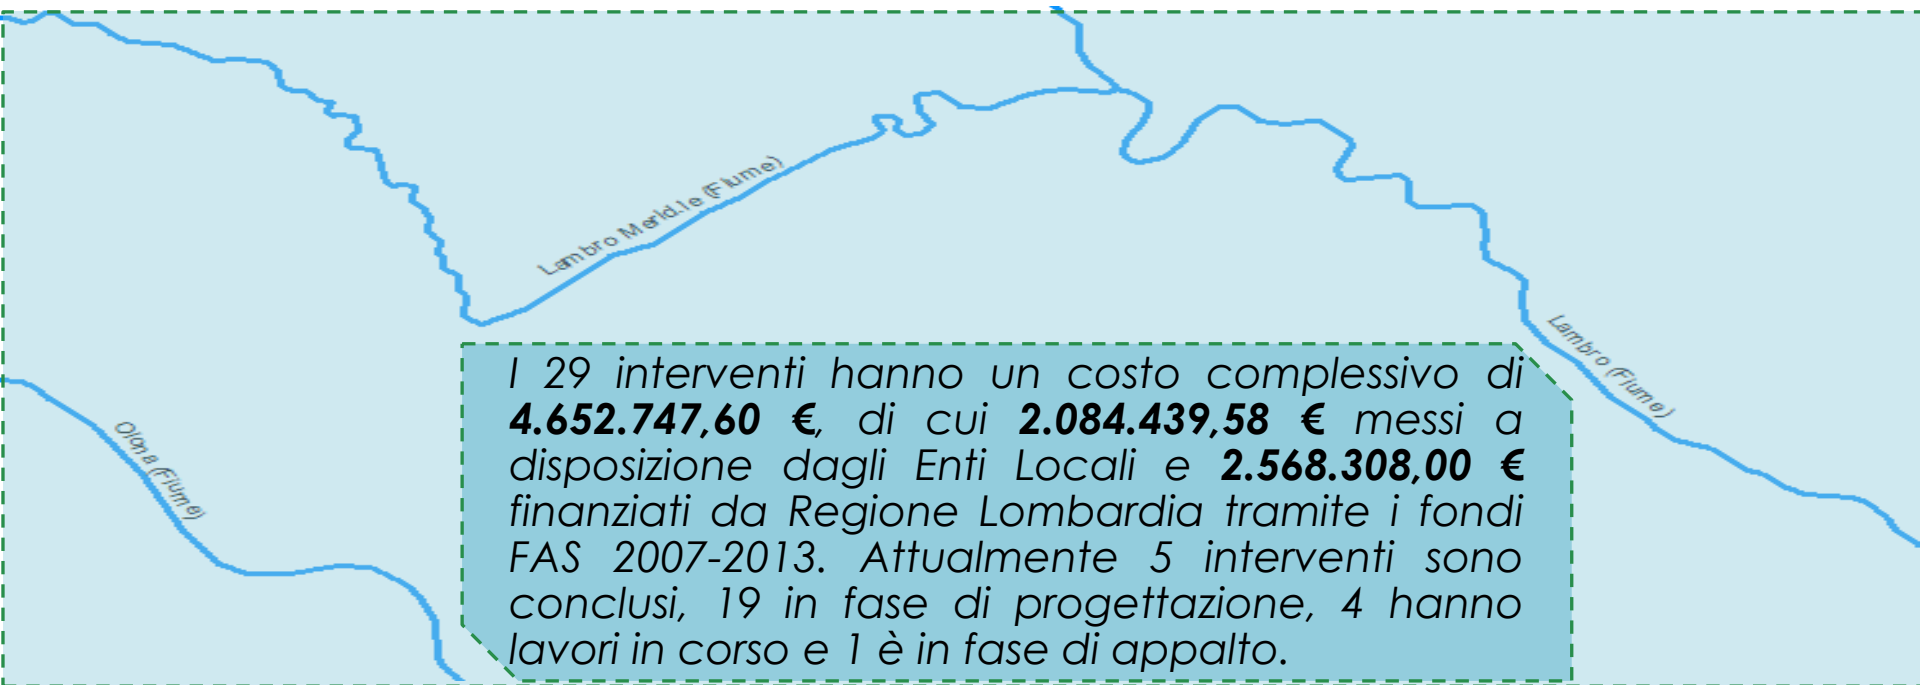 Lambro Merid.le (Fiume)
Lambro (Fiume)
Olona (Fiume)
I 29 interventi hanno un costo complessivo di
4.652.747,60 €, di cui 2.084.439,58 € messi a
disposizione dagli Enti Locali e 2.568.308,00 €
finanziati da Regione Lombardia tramite i fondi
FAS 2007-2013. Attualmente 5 interventi sono
conclusi, 19 in fase di progettazione, 4 hanno
lavori in corso e 1 è in fase di appalto.